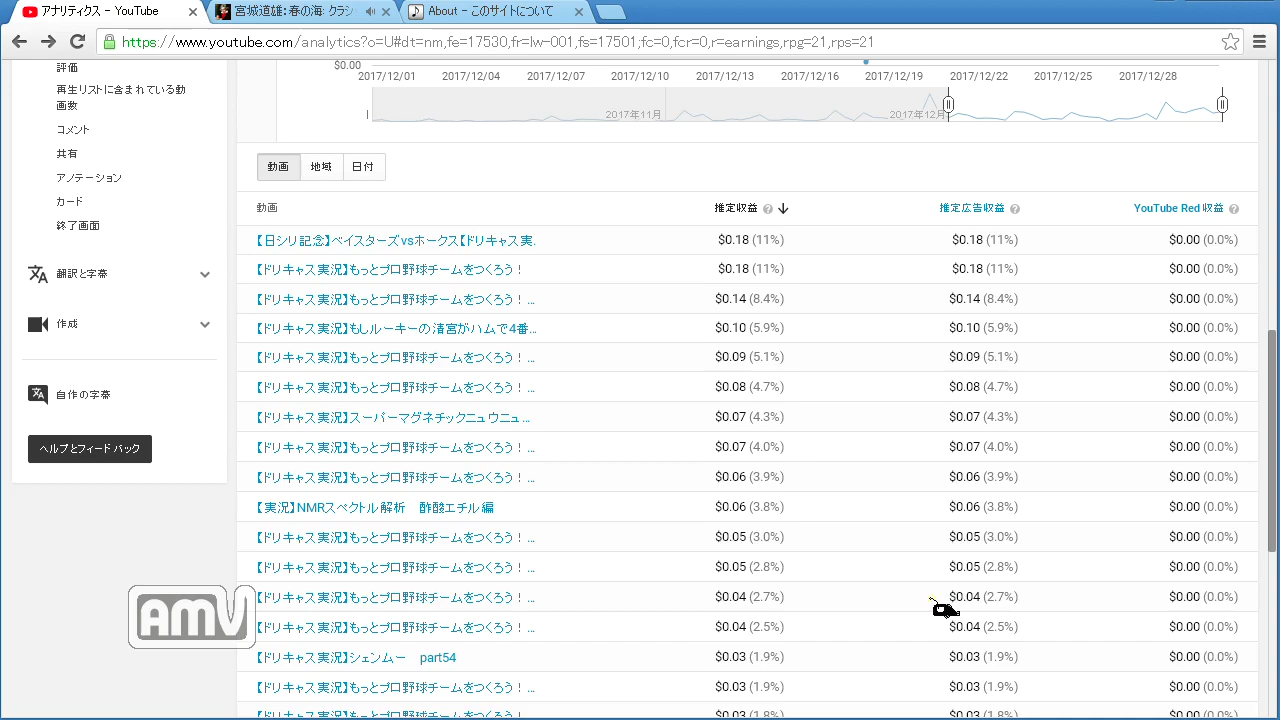 アナリティクス - YouTube
宮城道雄：春の海: クラシ
About - このサイトについて
https://www.youtube.com/analytics?o=U#dt=nm,fe=17530,fr=lw-001,fs=17501,fc=0,fcr=0,r=earnings,rpg=21,rps=21
評価
再生リストに含まれている動
画数
コメント
共有
アノテーション
カード
終了画面
翻訳と字幕
作成
自作の字幕
ヘルプとフィードバック
$0.00
2017/12/01 2017/12/04 2017/12/07 2017/12/10 2017/12/13 2017/12/16 2017/12/19 2017/12/22 2017/12/25 2017/12/28
2017年11月 2017年12月
動画 地域 日付
動画 推定収益 推定広告収益 YouTube Red 収益
【日シリ記念】ベイスターズvsホークス【ドリキャス実. $0.18 (11%) $0.18 (11%) $0.00 (0.0%)
【ドリキャス実況】もっとプロ野球チームをつくろう！ $0.18 (11%) $0.18 (11%) $0.00 (0.0%)
【ドリキャス実況】もっとプロ野球チームをつくろう！ ... $0.14 (8.4%) $0.14 (8.4%) $0.00 (0.0%)
【ドリキャス実況】もしルーキーの清宮がハムで4番... $0.10 (5.9%) $0.10 (5.9%) $0.00 (0.0%)
【ドリキャス実況】もっとプロ野球チームをつくろう！ ... $0.09 (5.1%) $0.09 (5.1%) $0.00 (0.0%)
【ドリキャス実況】もっとプロ野球チームをつくろう！ ... $0.08 (4.7%) $0.08 (4.7%) $0.00 (0.0%)
【ドリキャス実況】スーパーマグネチックニュウニュ... $0.07 (4.3%) $0.07 (4.3%) $0.00 (0.0%)
【ドリキャス実況】もっとプロ野球チームをつくろう！ ... $0.07 (4.0%) $0.07 (4.0%) $0.00 (0.0%)
【ドリキャス実況】もっとプロ野球チームをつくろう！ ... $0.06 (3.9%) $0.06 (3.9%) $0.00 (0.0%)
【実況】NMRスペクトル解析　酢酸エチル編 $0.06 (3.8%) $0.06 (3.8%) $0.00 (0.0%)
【ドリキャス実況】もっとプロ野球チームをつくろう！ ... $0.05 (3.0%) $0.05 (3.0%) $0.00 (0.0%)
【ドリキャス実況】もっとプロ野球チームをつくろう！ ... $0.05 (2.8%) $0.05 (2.8%) $0.00 (0.0%)
【ドリキャス実況】もっとプロ野球チームをつくろう！ ... $0.04 (2.7%) $0.04 (2.7%) $0.00 (0.0%)
【ドリキャス実況】もっとプロ野球チームをつくろう！ ... $0.04 (2.5%) $0.04 (2.5%) $0.00 (0.0%)
【ドリキャス実況】シェンムー　part54 $0.03 (1.9%) $0.03 (1.9%) $0.00 (0.0%)
【ドリキャス実況】もっとプロ野球チームをつくろう！ ... $0.03 (1.9%) $0.03 (1.9%) $0.00 (0.0%)
【ドリキャス実況】もっとプロ野球チームをつくろう！ ... $0.03 (1.8%) $0.03 (1.8%) $0.00 (0.0%)
AMV